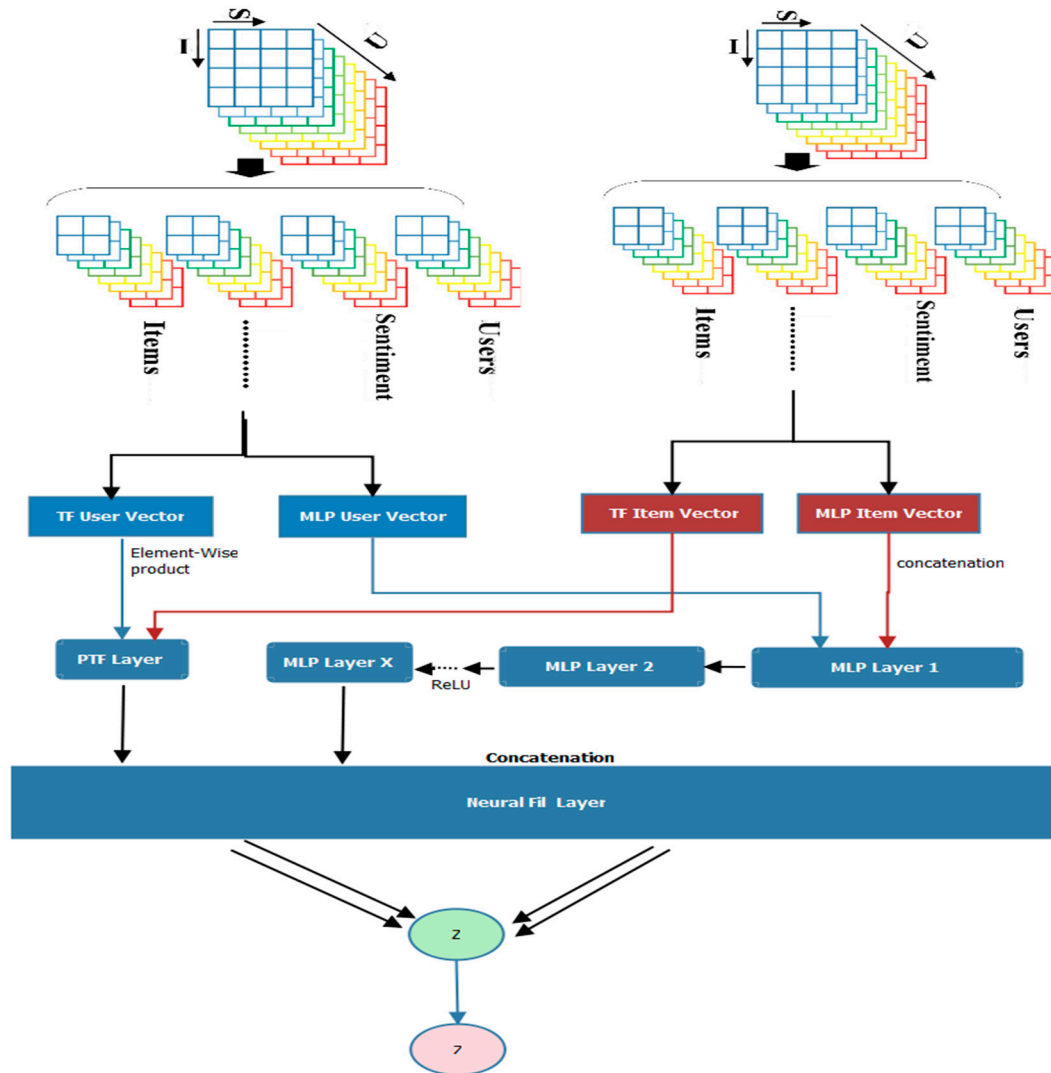 S
I
U
S
I
U
Items
..........
Sentiment
Users
Items
..........
Sentiment
Users
TF User Vector
MLP User Vector
TF Item Vector
MLP Item Vector
Element-Wise
product
concatenation
PTF Layer
MLP Layer X
ReLU
MLP Layer 2
MLP Layer 1
Concatenation
Neural Fil Layer
Z
7